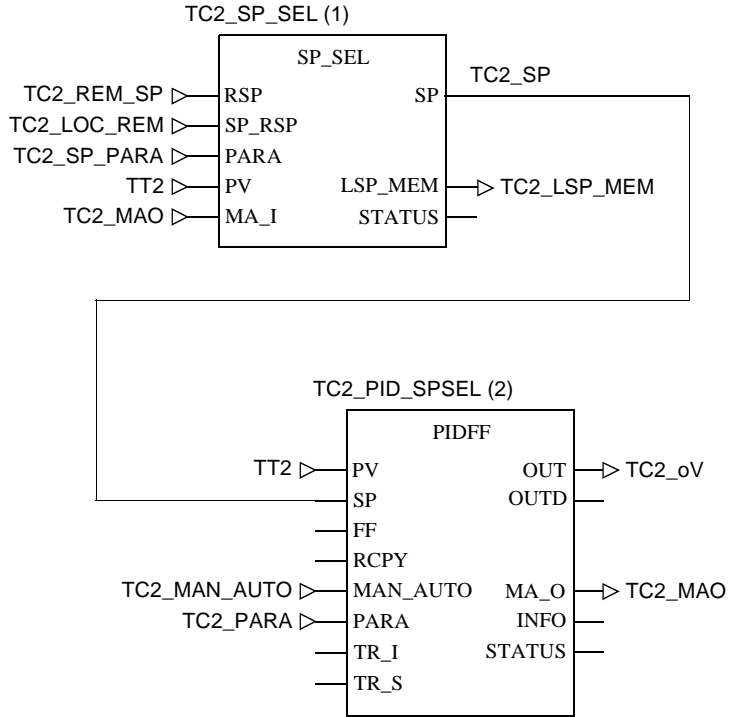 TC2_SP_SEL (1)
SP_SEL
TC2_SP
TC2_REM_SP RSP SP
TC2_LOC_REM SP_RSP
TC2_SP_PARA PARA
TT2 PV LSP_MEM TC2_LSP_MEM
TC2_MAO MA_I STATUS
TC2_PID_SPSEL (2)
PIDFF
TT2 PV OUT TC2_oV
SP OUTD
FF
RCPY
TC2_MAN_AUTO MAN_AUTO MA_O TC2_MAO
TC2_PARA PARA INFO
TR_I STATUS
TR_S